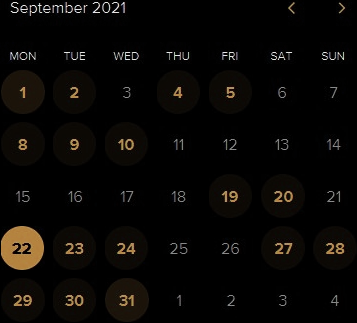 September 2021 < >
MON TUE WED THU FRI SAT SUN
1 2 3 4 5 6 7
8 9 10 11 12 13 14
15 16 17 18 19 20 21
22 23 24 25 26 27 28
29 30 31 1 2 3 4